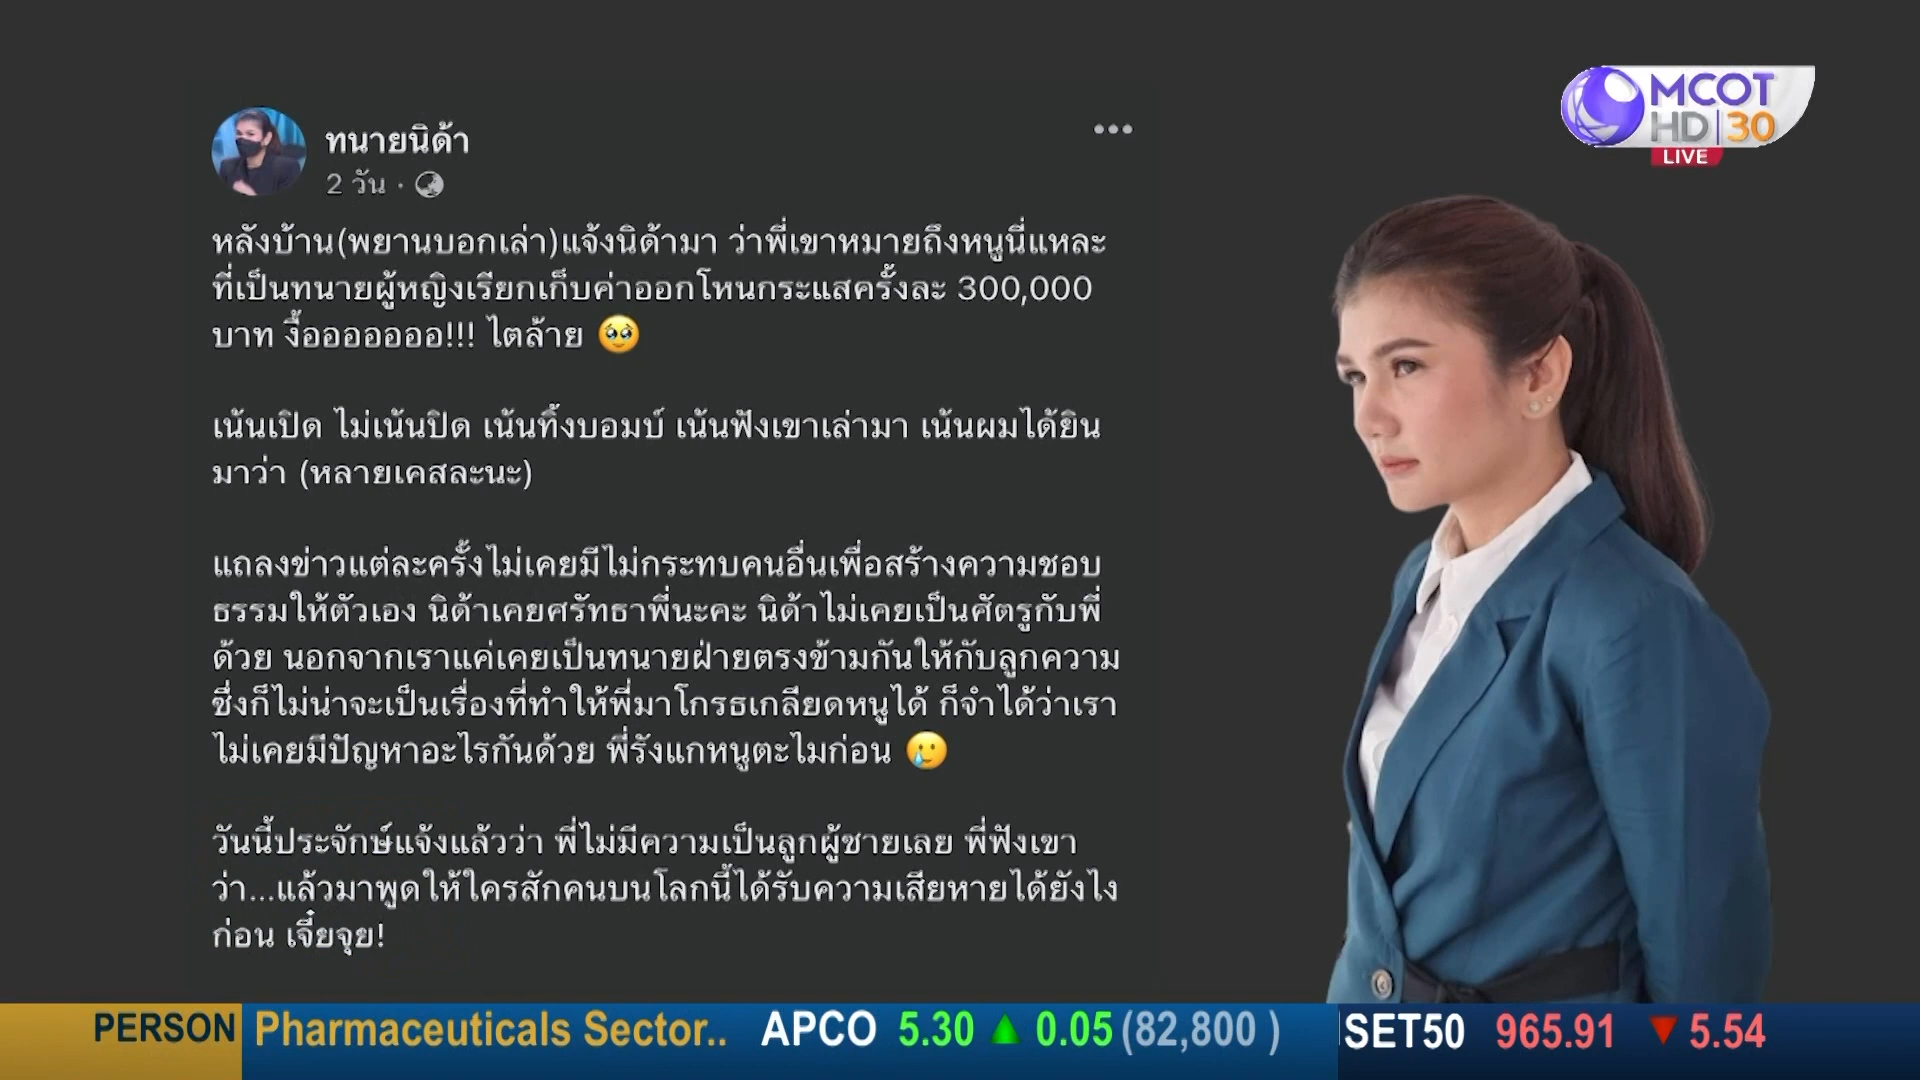 MCOT
HD 30
LIVE
ทนายนิด้า
2 วัน ·
หลังบ้าน(พยานบอกเล่า)แจ้งนิด้ามา ว่าพี่เขาหมายถึงหนูนี่แหละ
ที่เป็นทนายผู้หญิงเรียกเก็บค่าออกโหนกระแสครั้งละ 300,000
บาท งื้ออออออออ!!! ไตล้าย 🥹
เน้นเปิด ไม่เน้นปิด เน้นทิ้งบอมบ์ เน้นฟังเขาเล่ามา เน้นผมได้ยิน
มาว่า (หลายเคสละนะ)
แถลงข่าวแต่ละครั้งไม่เคยมีไม่กระทบคนอื่นเพื่อสร้างความชอบ
ธรรมให้ตัวเอง นิด้าเคยศรัทธาพี่นะคะ นิด้าไม่เคยเป็นศัตรูกับพี่
ด้วย นอกจากเราแค่เคยเป็นทนายฝ่ายตรงข้ามกันให้กับลูกความ
ซึ่งก็ไม่น่าจะเป็นเรื่องที่ทำให้พี่มาโกรธเกลียดหนูได้ ก็จำได้ว่าเรา
ไม่เคยมีปัญหาอะไรกันด้วย พี่รังแกหนูตะไมก่อน 🥲
วันนี้ประจักษ์แจ้งแล้วว่า พี่ไม่มีความเป็นลูกผู้ชายเลย พี่ฟังเขา
ว่า...แล้วมาพูดให้ใครสักคนบนโลกนี้ได้รับความเสียหายได้ยังไง
ก่อน เจี๋ยจุย!
PERSON Pharmaceuticals Sector.. APCO 5.30 ▲ 0.05 (82,800 ) SET50 965.91 ▼ 5.54